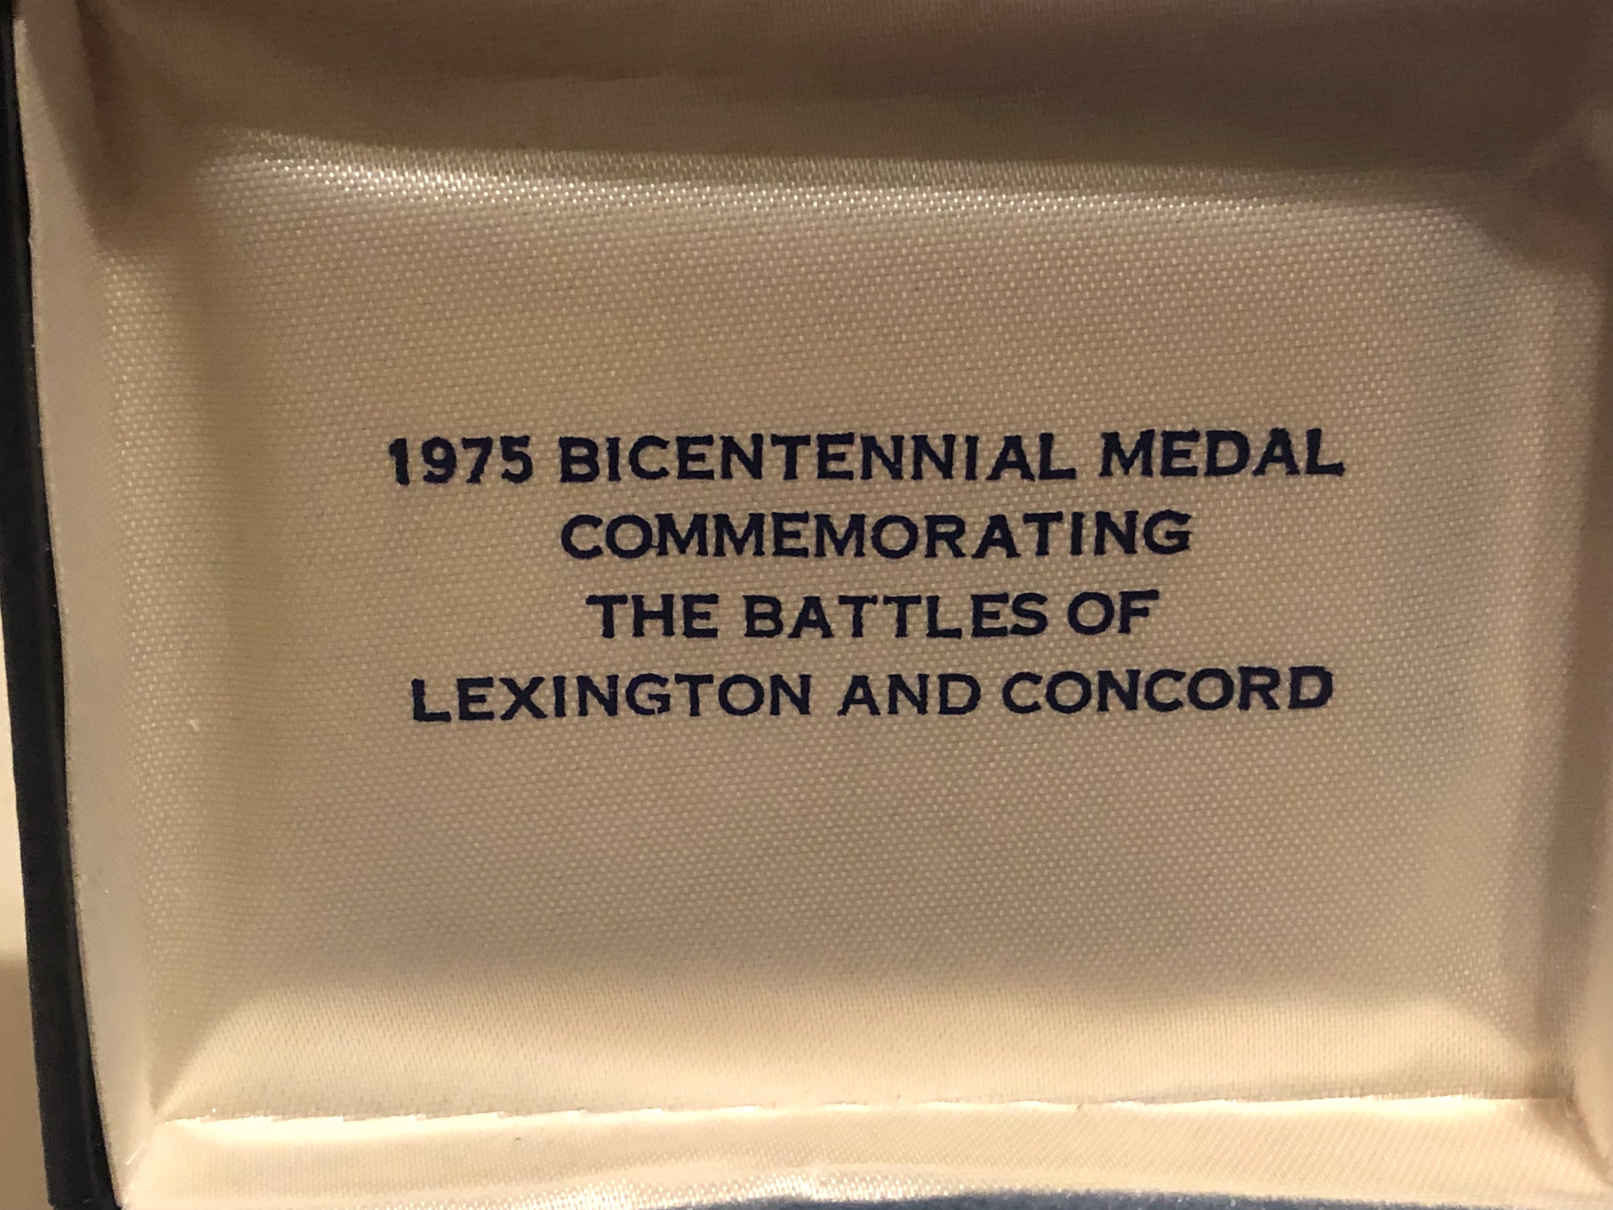 1975 BICENTENNIAL MEDAL
COMMEMORATING
THE BATTLES OF
LEXINGTON AND CONCORD